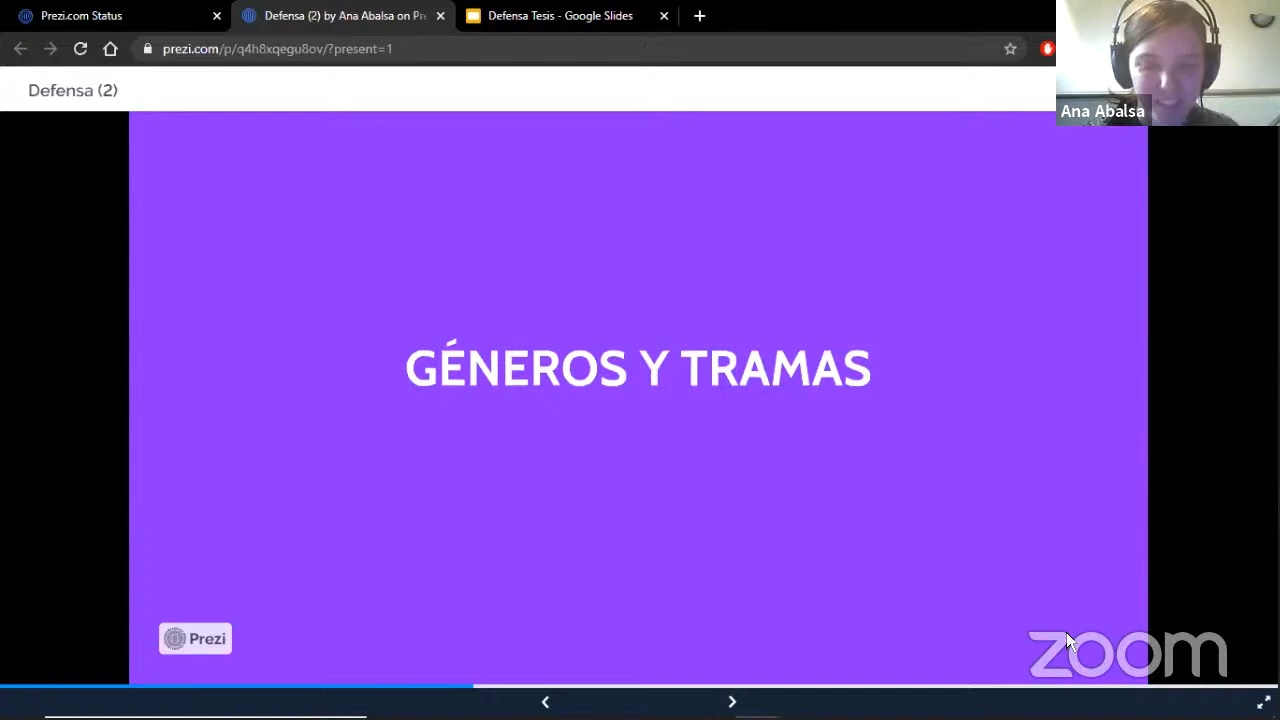 Prezi.com Status
Defensa (2) by Ana Abalsa on Pre
Defensa Tesis - Google Slides
prezi.com/p/q4h8xqegu8ov/?present=1
Defensa (2)
Ana Abalsa
GÉNEROS Y TRAMAS
Prezi
zoom